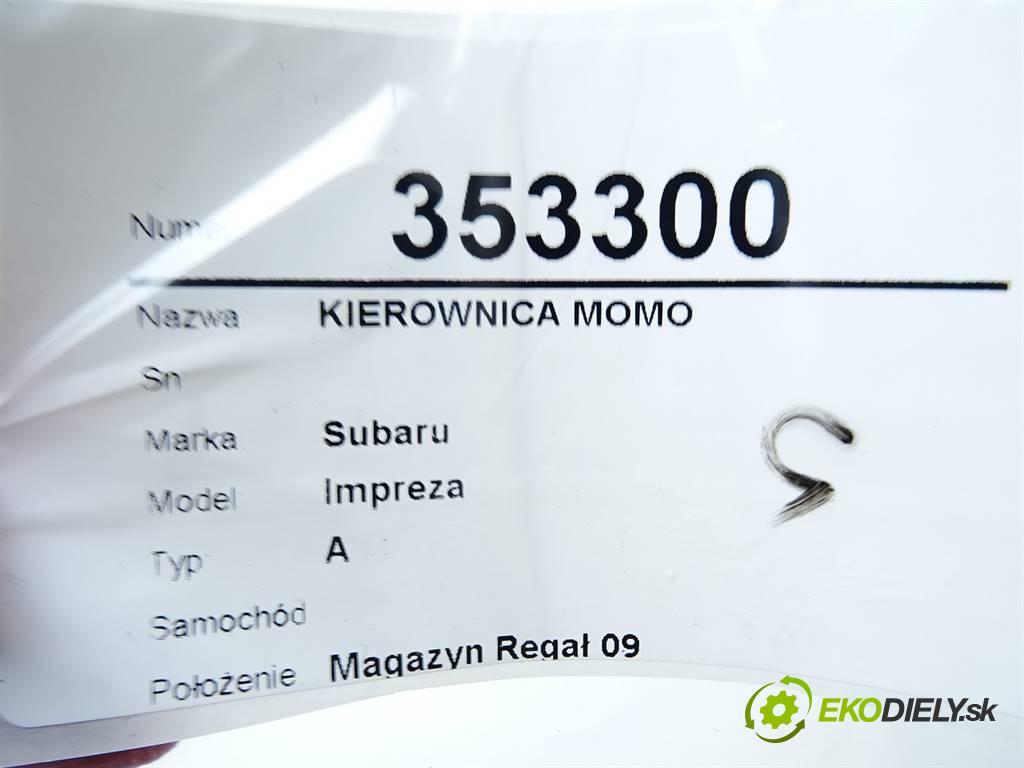 353300
Nazwa KIEROWNICA MOMO
Sn
Marka Subaru
Model Impreza
Typ A
Samochód
Położenie Magazyn Regał 09
EKODIELY.sk